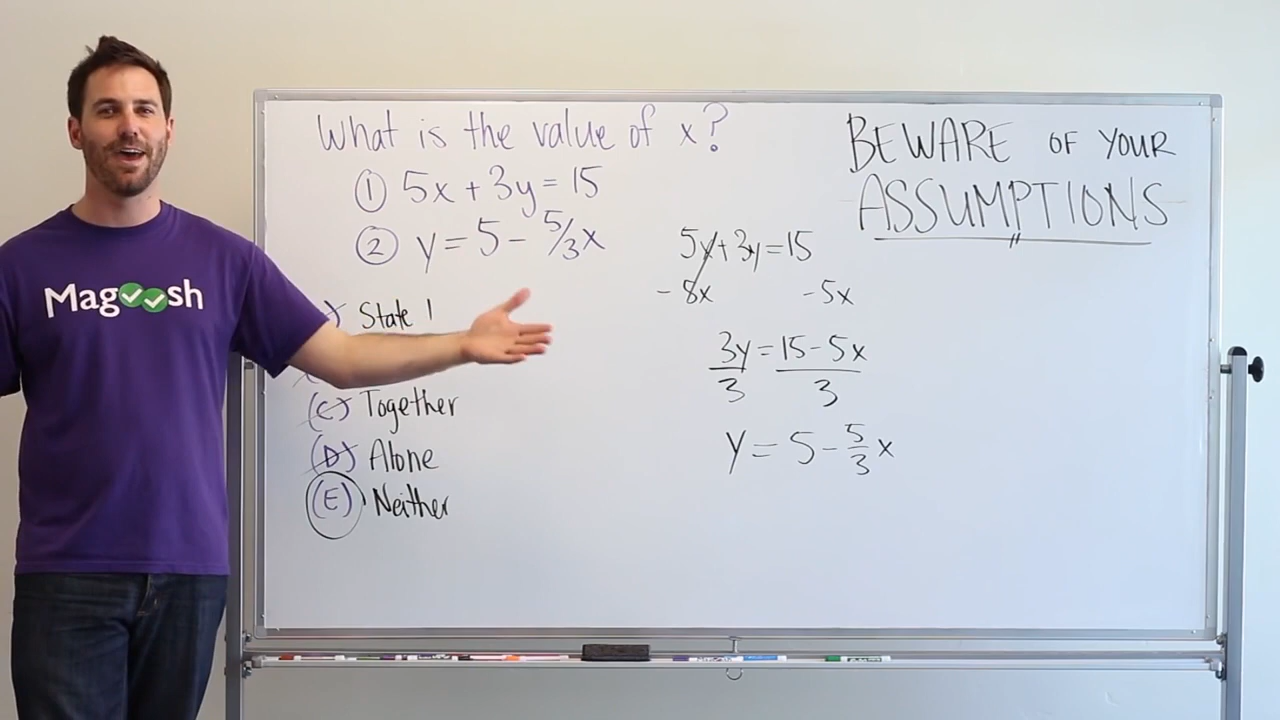 What is the value of x?
① 5x + 3y = 15
② y = 5 - 5/3x
State 1
(C) Together
(D) Alone
(E) Neither
BEWARE OF YOUR
ASSUMPTIONS
5x + 3y = 15
- 5x - 5x
3y = 15 - 5x
3 3
y = 5 - 5/3 x
Magoosh